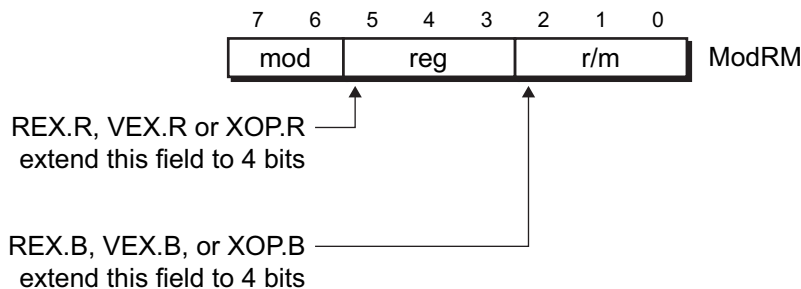 7 6 5 4 3 2 1 0
mod reg r/m ModRM
REX.R, VEX.R or XOP.R
extend this field to 4 bits
REX.B, VEX.B, or XOP.B
extend this field to 4 bits